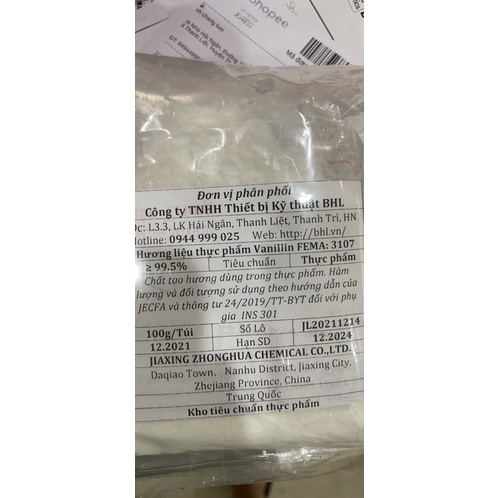 Shopee
Đơn vị phân phối
Công ty TNHH Thiết bị Kỹ thuật BHL
Đc: L3.3, LK Hải Ngân, Thanh Liệt, Thanh Trì, HN
Hotline: 0944 999 025 Web: http://bhl.vn/
Hương liệu thực phẩm Vanillin FEMA: 3107
≥ 99.5% Tiêu chuẩn Thực phẩm
Chất tạo hương dùng trong thực phẩm. Hàm
lượng và đối tượng sử dụng theo hướng dẫn của
JECFA và thông tư 24/2019/TT-BYT đối với phụ
gia INS 301
100g/Túi Số Lô JL20211214
12.2021 Hạn SD 12.2024
JIAXING ZHONGHUA CHEMICAL CO.,LTD.
Daqiao Town, Nanhu District, Jiaxing City,
Zhejiang Province, China
Trung Quốc
Kho tiêu chuẩn thực phẩm